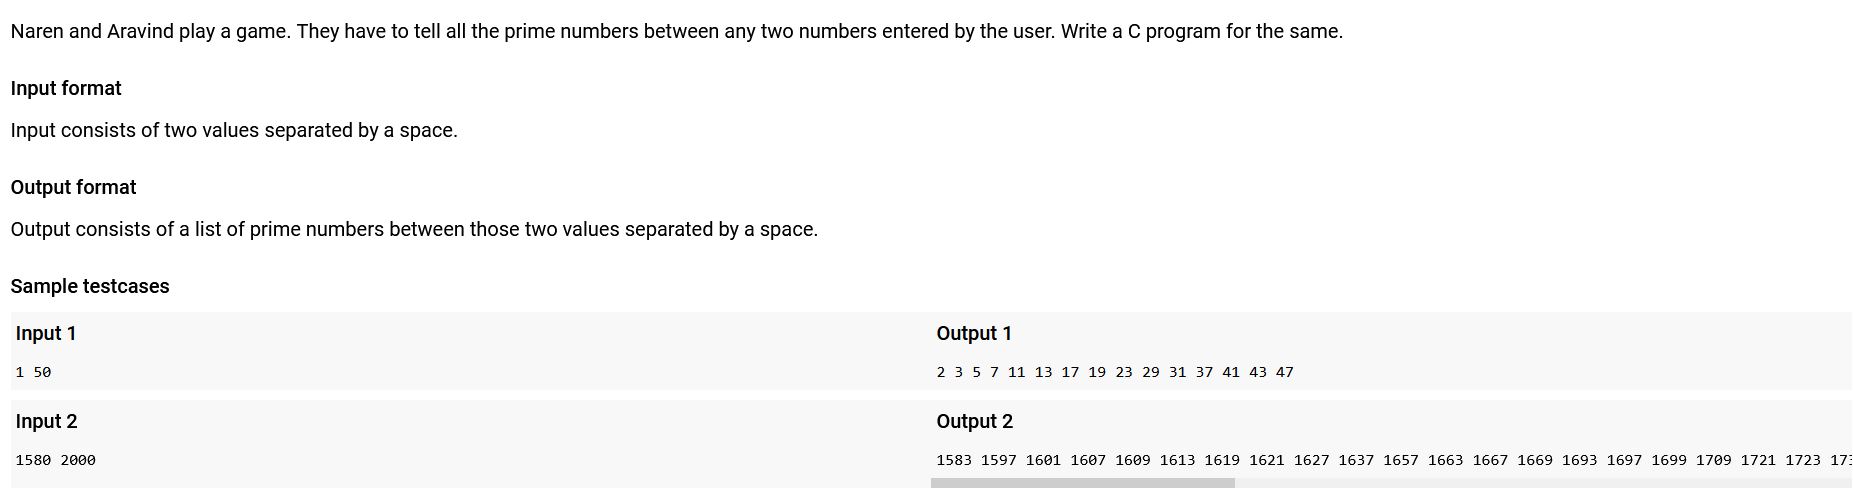 Naren and Aravind play a game. They have to tell all the prime numbers between any two numbers entered by the user. Write a C program for the same.
Input format
Input consists of two values separated by a space.
Output format
Output consists of a list of prime numbers between those two values separated by a space.
Sample testcases
Input 1
Output 1
1 50
2 3 5 7 11 13 17 19 23 29 31 37 41 43 47
Input 2
Output 2
1580 2000
1583 1597 1601 1607 1609 1613 1619 1621 1627 1637 1657 1663 1667 1669 1693 1697 1699 1709 1721 1723